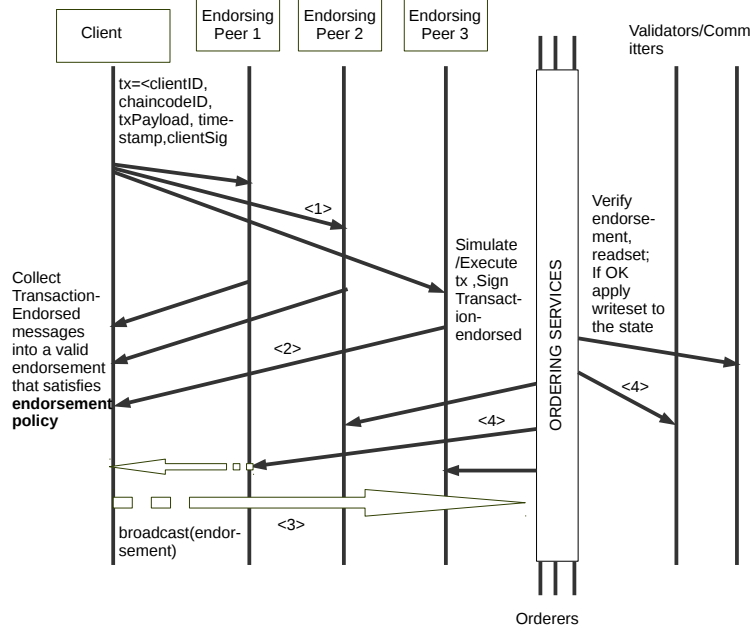 Client
Endorsing
Peer 1
Endorsing
Peer 2
Endorsing
Peer 3
Validators/Comm
itters
tx=<clientID,
chaincodeID,
txPayload, time-
stamp,clientSig
<1>
Simulate
/Execute
tx ,Sign
Transact-
ion-
endorsed
ORDERING SERVICES
Verify
endorse-
ment,
readset;
If OK
apply
writeset to
the state
Collect
Transaction-
Endorsed
messages
into a valid
endorsement
that satisfies
endorsement
policy
<2>
<4>
<4>
<3>
broadcast(endor-
sement)
Orderers